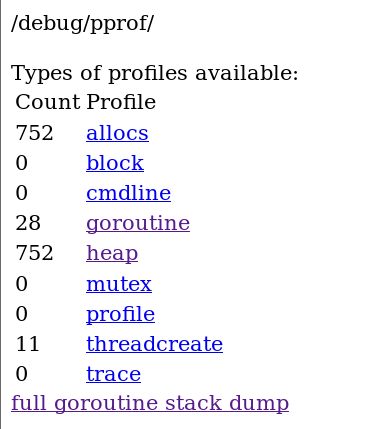 /debug/pprof/
Types of profiles available:
Count Profile
752 allocs
0 block
0 cmdline
28 goroutine
752 heap
0 mutex
0 profile
11 threadcreate
0 trace
full goroutine stack dump